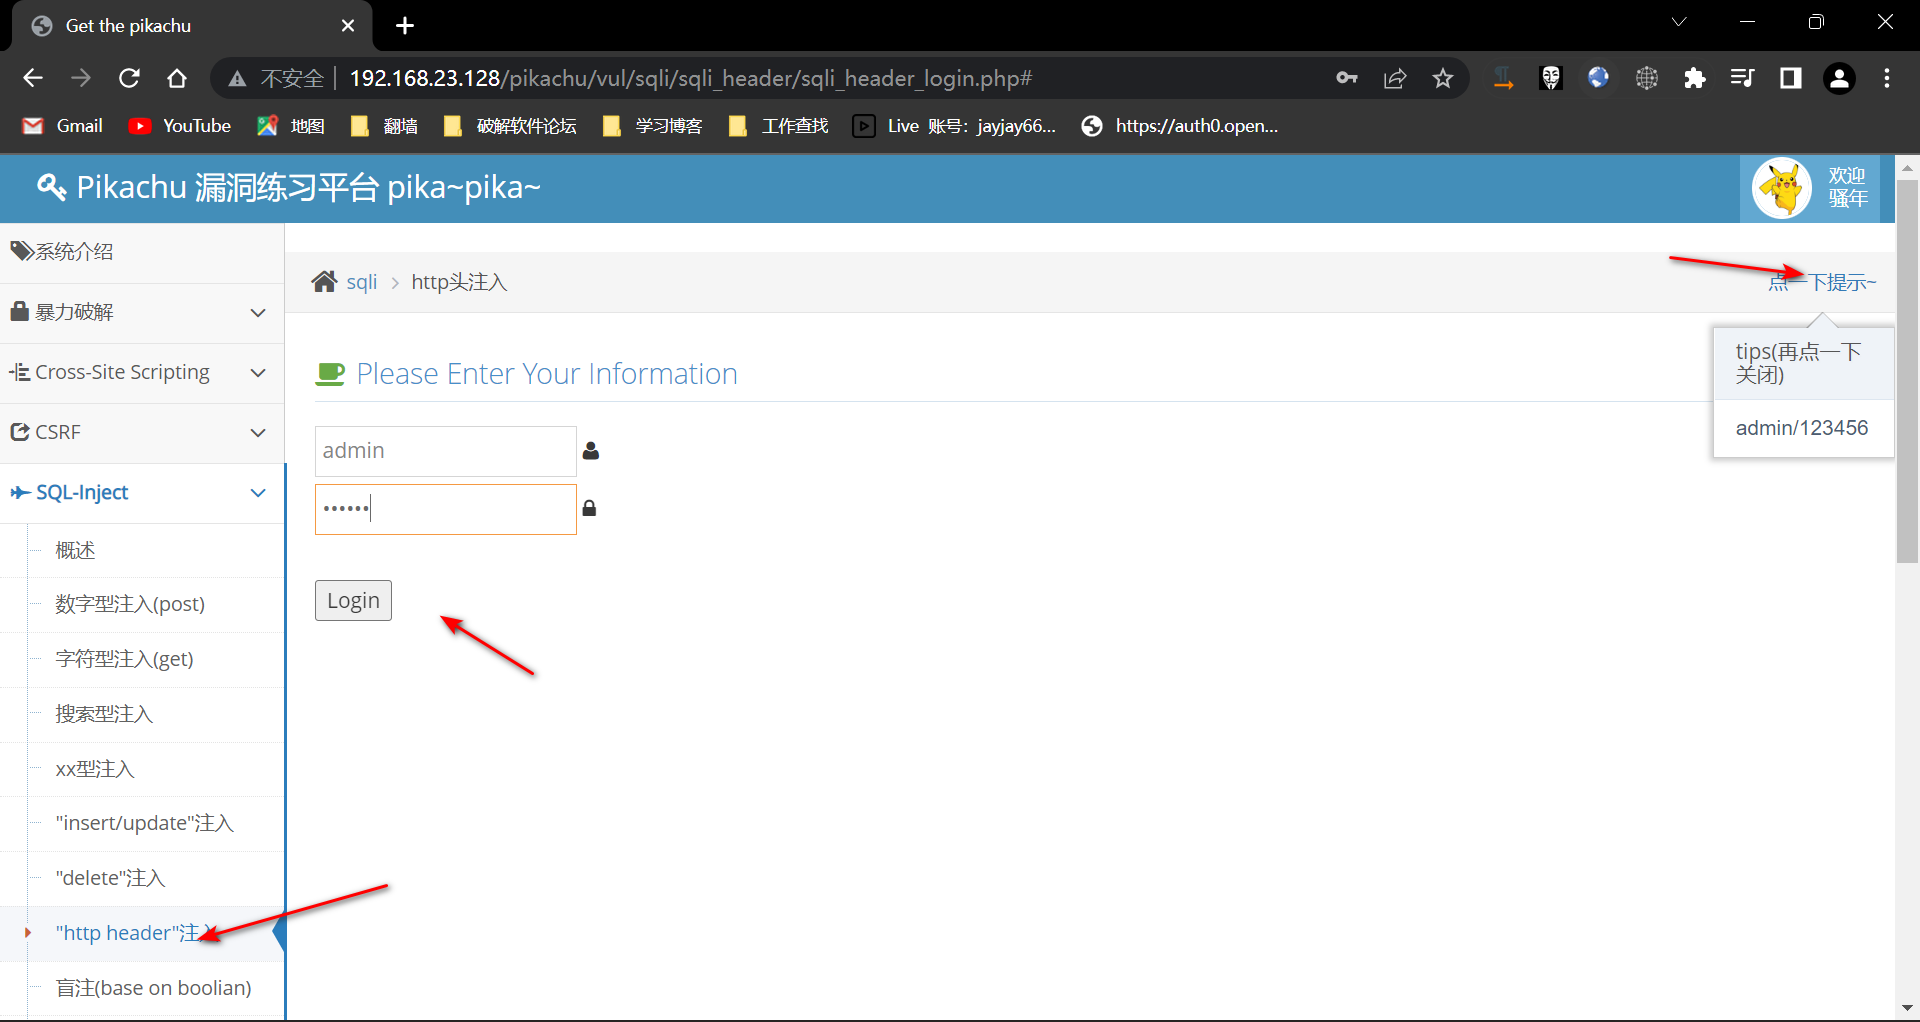 Get the pikachu
不安全 192.168.23.128/pikachu/vul/sqli/sqli_header/sqli_header_login.php#
Gmail YouTube 地图 翻墙 破解软件论坛 学习博客 工作查找 Live 账号：jayjay66... https://auth0.open...
Pikachu 漏洞练习平台 pika~pika~
欢迎
骚年
系统介绍
暴力破解
Cross-Site Scripting
CSRF
SQL-Inject
概述
数字型注入(post)
字符型注入(get)
搜索型注入
xx型注入
"insert/update"注入
"delete"注入
"http header"注入
盲注(base on boolian)
sqli > http头注入
点一下提示~
tips(再点一下
关闭)
admin/123456
Please Enter Your Information
admin
••••••
Login